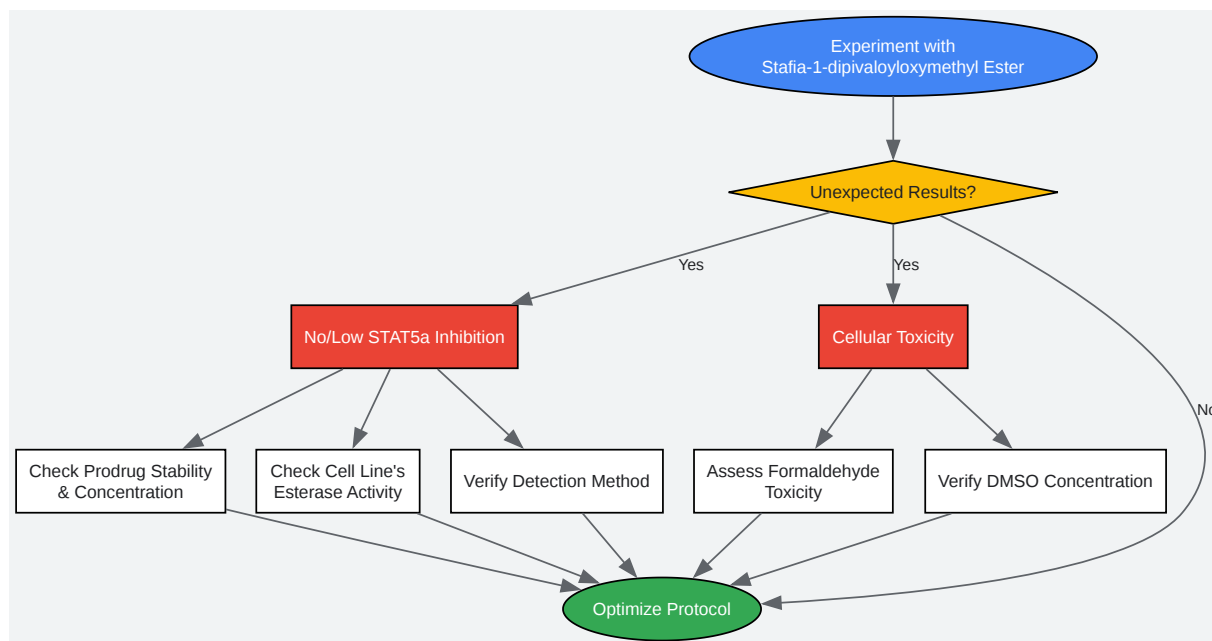 Experiment with
Stafia-1-dipivaloyloxymethyl Ester
Unexpected Results?
Yes
Yes
No/Low STAT5a Inhibition
Cellular Toxicity
No
Check Prodrug Stability
& Concentration
Check Cell Line's
Esterase Activity
Verify Detection Method
Assess Formaldehyde
Toxicity
Verify DMSO Concentration
Optimize Protocol